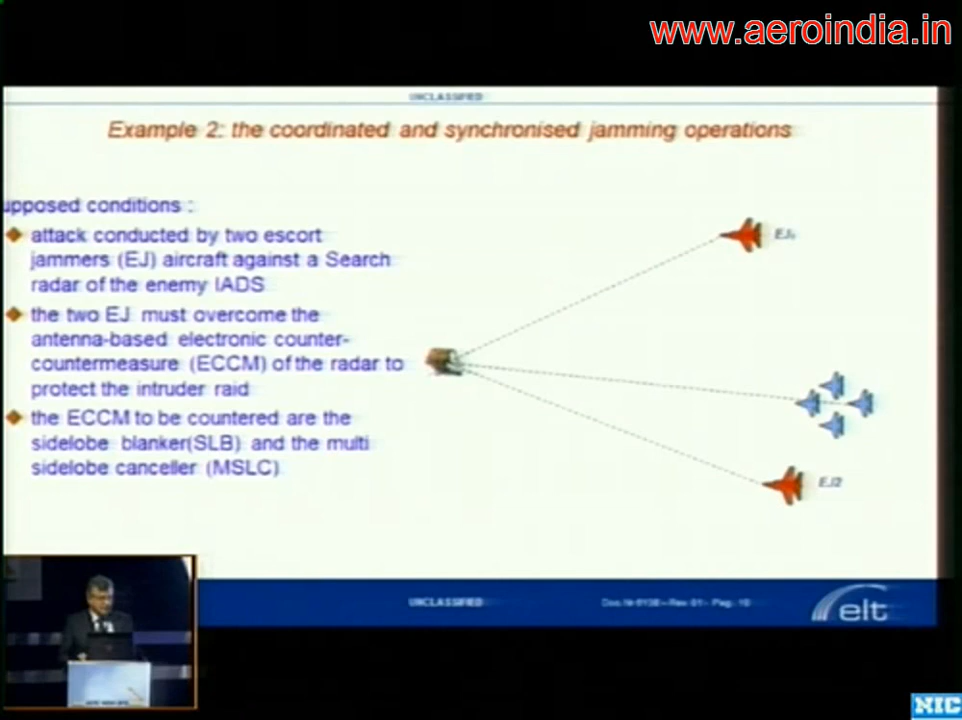 www.aeroindia.in
UNCLASSIFIED
Example 2: the coordinated and synchronised jamming operations
upposed conditions :
attack conducted by two escort
jammers (EJ) aircraft against a Search
radar of the enemy IADS
the two EJ must overcome the
antenna-based electronic counter-
countermeasure (ECCM) of the radar to
protect the intruder raid
the ECCM to be countered are the
sidelobe blanker(SLB) and the multi
sidelobe canceller (MSLC)
EJ1
EJ2
UNCLASSIFIED
elt
NIC